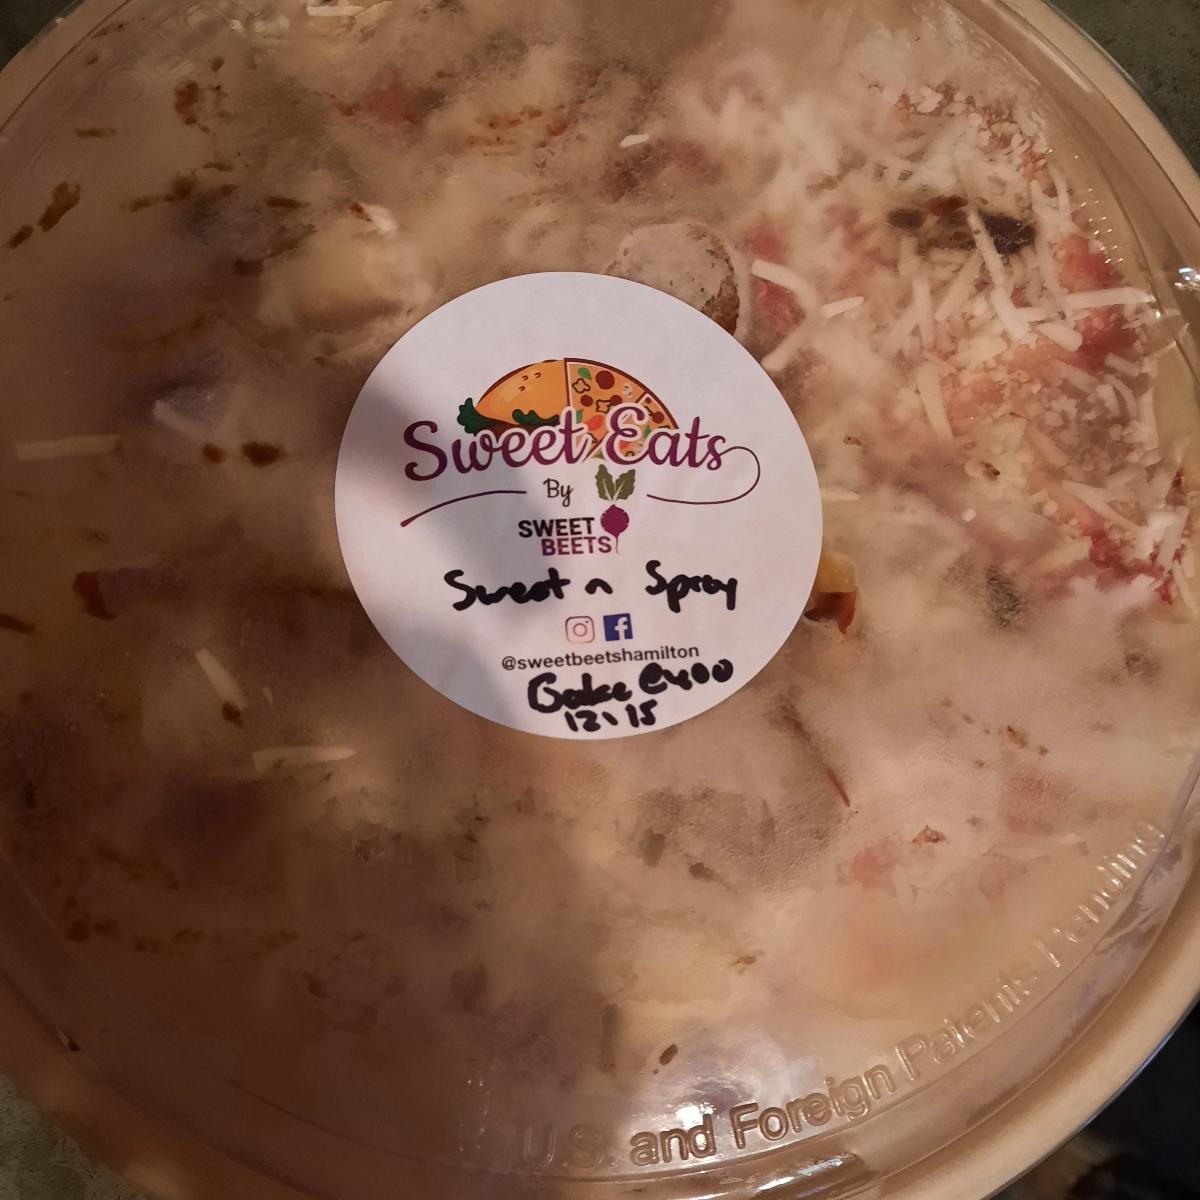 Sweet Eats
By
SWEET
BEETS
Sweet n Spicy
@sweetbeetshamilton
Bake @400
12\15
U.S. and Foreign Patents Pending